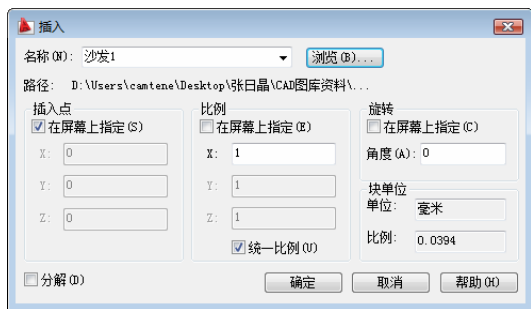 插入
名称(N): 沙发1 浏览(B)...
路径: D:\Users\camtene\Desktop\张日晶\CAD图库资料\...
插入点 比例 旋转
在屏幕上指定(S) 在屏幕上指定(E) 在屏幕上指定(C)
X: 0 X: 1 角度(A): 0
Y: 0 Y: 1 块单位
单位: 毫米
Z: 0 Z: 1
统一比例(U) 比例: 0.0394
分解(D) 确定 取消 帮助(H)